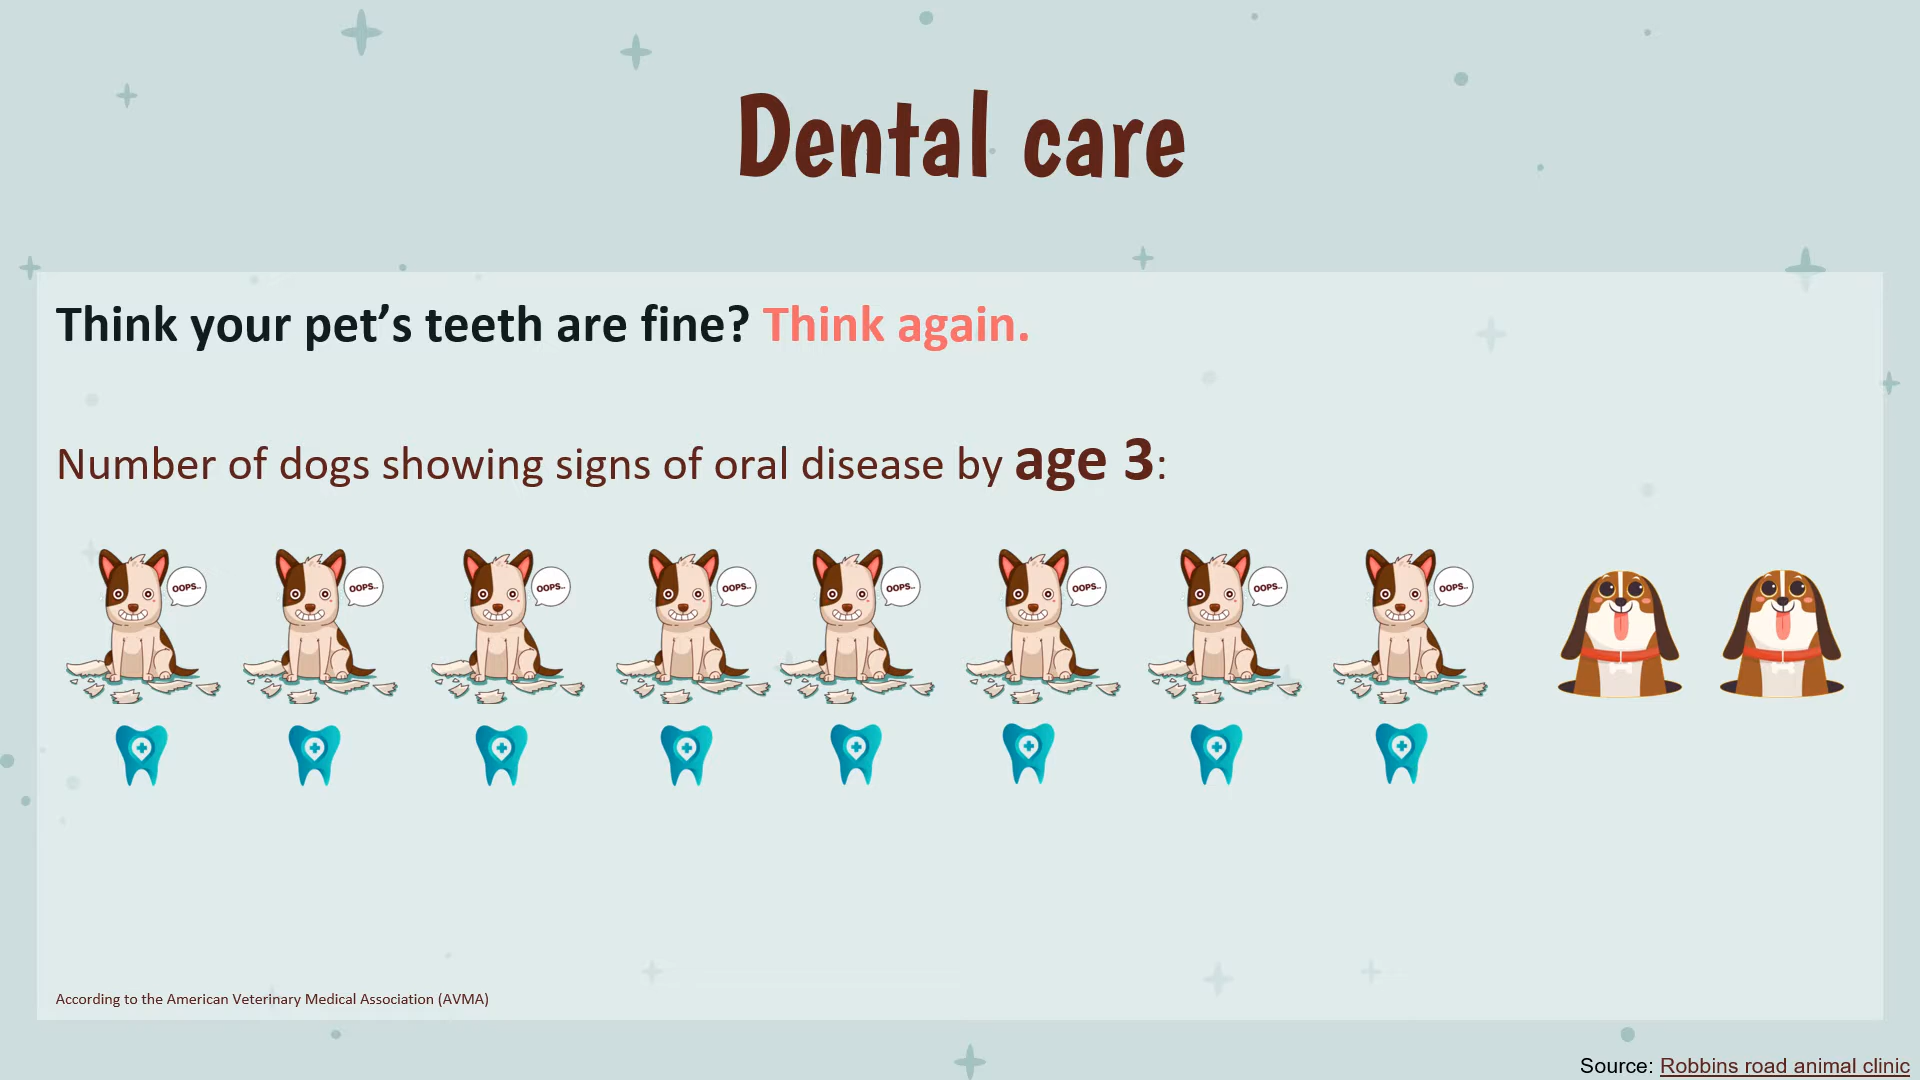 Dental care
Think your pet’s teeth are fine? Think again.
Number of dogs showing signs of oral disease by age 3:
OOPS..
OOPS..
OOPS..
OOPS..
OOPS..
OOPS..
OOPS..
OOPS..
According to the American Veterinary Medical Association (AVMA)
Source: Robbins road animal clinic